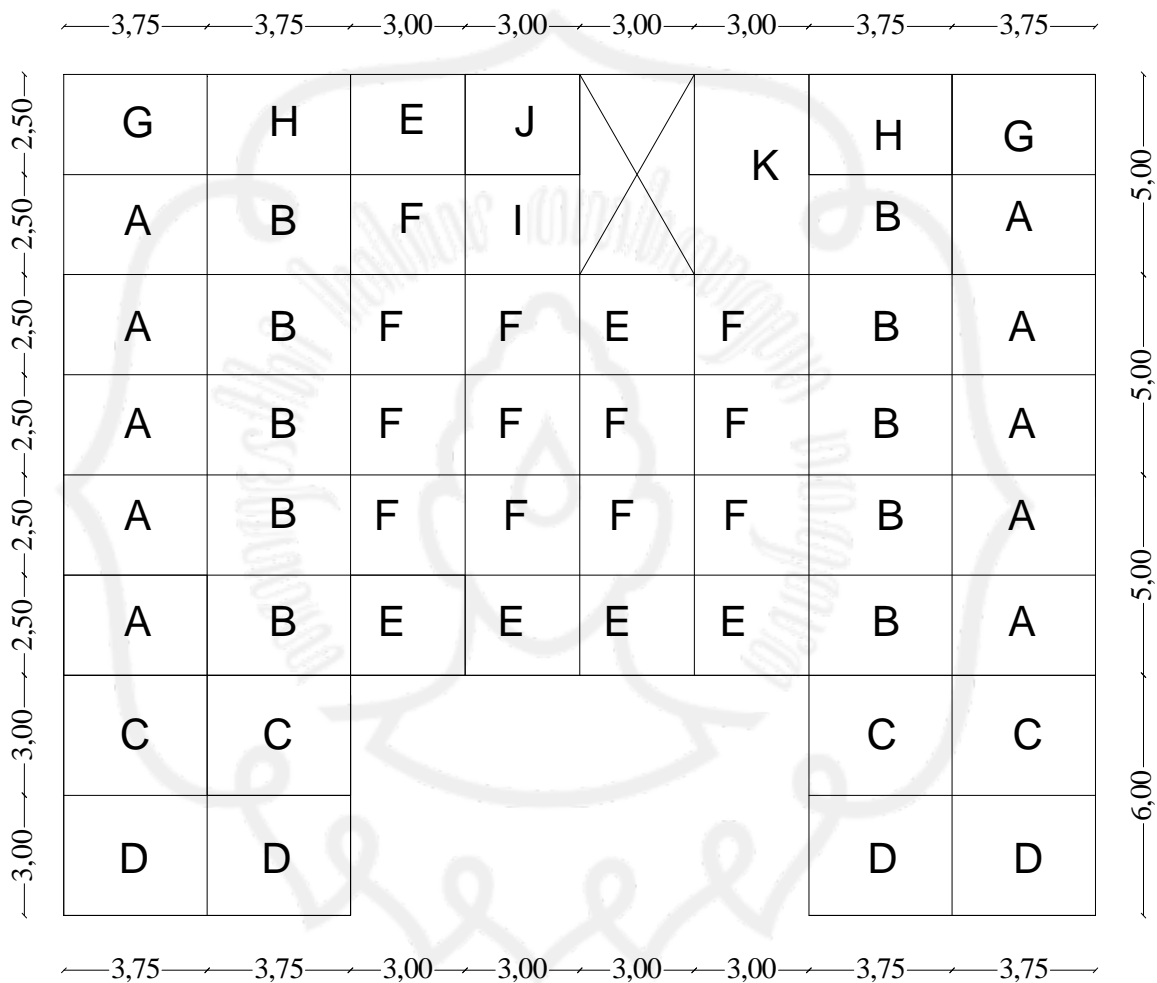 3,75 3,75 3,00 3,00 3,00 3,00 3,75 3,75
2,50 G H E J H G
K 5,00
2,50 A B F I B A
2,50 A B F F E F B A
5,00
2,50 A B F F F F B A
2,50 A B F F F F B A
5,00
2,50 A B E E E E B A
3,00 C C C C
6,00
3,00 D D D D
3,75 3,75 3,00 3,00 3,00 3,00 3,75 3,75